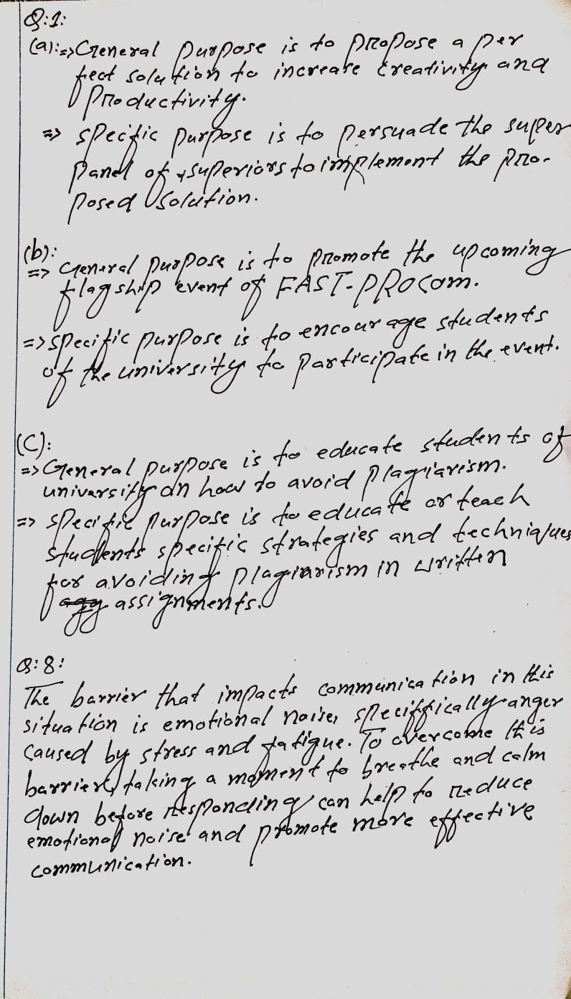 Q:1:
(a):=> General Purpose is to propose a per
fect solution to increase creativity and
productivity.
=> specific purpose is to persuade the super
panel of superiors to implement the pro-
posed solution.
(b):
=> General purpose is to promote the upcoming
flagship event of FAST-PROCOM.
=> specific purpose is to encourage students
of the university to participate in the event.
(C):
=> General purpose is to educate students of
university on how to avoid plagiarism.
=> specific purpose is to educate or teach
students specific strategies and techniques
for avoiding plagiarism in written
assignments.
Q:8:
The barrier that impacts communication in this
situation is emotional noise, speciffically anger
caused by stress and fatigue. To overcome this
barrier, taking a moment to breathe and calm
down before responding can help to reduce
emotional noise and promote more effective
communication.